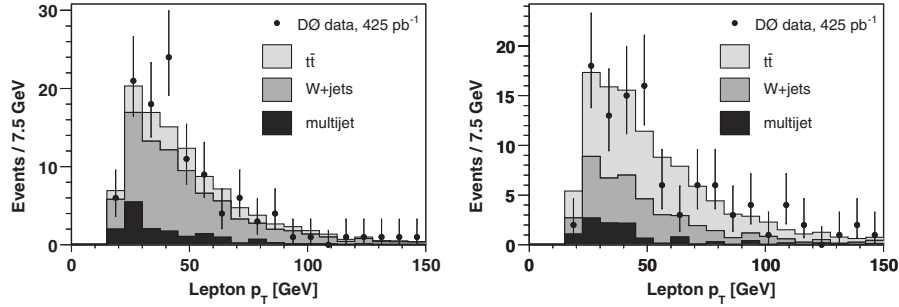 Events / 7.5 GeV
30
20
10
0
DØ data, 425 pb⁻¹
tt̄
W+jets
multijet
0 50 100 150
Lepton p_T [GeV]
Events / 7.5 GeV
20
15
10
5
0
DØ data, 425 pb⁻¹
tt̄
W+jets
multijet
0 50 100 150
Lepton p_T [GeV]